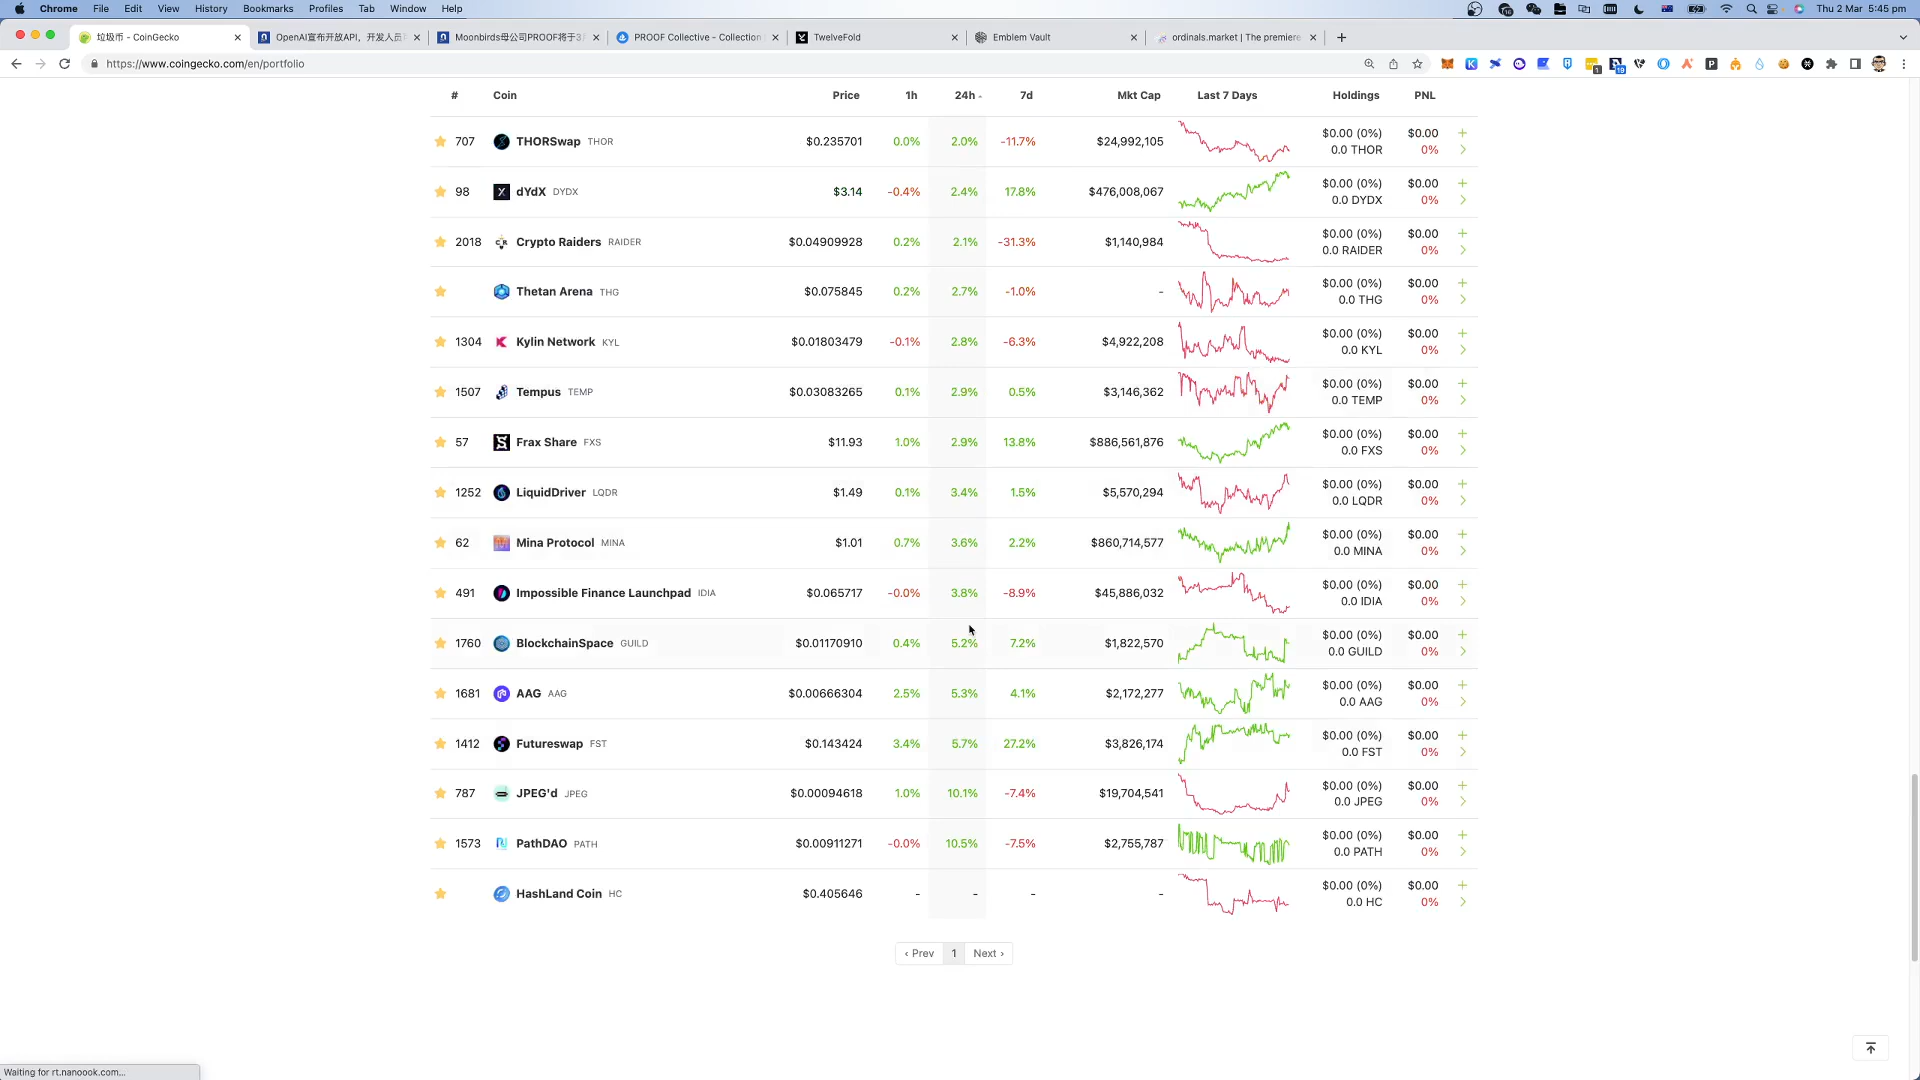 Chrome File Edit View History Bookmarks Profiles Tab Window Help Thu 2 Mar 5:45 pm
垃圾币 - CoinGecko OpenAI宣布开放API，开发人员 Moonbirds母公司PROOF将于3 PROOF Collective - Collection TwelveFold Emblem Vault ordinals.market | The premiere
https://www.coingecko.com/en/portfolio
# Coin Price 1h 24h 7d Mkt Cap Last 7 Days Holdings PNL
707 THORSwap THOR $0.235701 0.0% 2.0% -11.7% $24,992,105 $0.00 (0%) $0.00
0.0 THOR 0%
98 dYdX DYDX $3.14 -0.4% 2.4% 17.8% $476,008,067 $0.00 (0%) $0.00
0.0 DYDX 0%
2018 Crypto Raiders RAIDER $0.04909928 0.2% 2.1% -31.3% $1,140,984 $0.00 (0%) $0.00
0.0 RAIDER 0%
Thetan Arena THG $0.075845 0.2% 2.7% -1.0% - $0.00 (0%) $0.00
0.0 THG 0%
1304 Kylin Network KYL $0.01803479 -0.1% 2.8% -6.3% $4,922,208 $0.00 (0%) $0.00
0.0 KYL 0%
1507 Tempus TEMP $0.03083265 0.1% 2.9% 0.5% $3,146,362 $0.00 (0%) $0.00
0.0 TEMP 0%
57 Frax Share FXS $11.93 1.0% 2.9% 13.8% $886,561,876 $0.00 (0%) $0.00
0.0 FXS 0%
1252 LiquidDriver LQDR $1.49 0.1% 3.4% 1.5% $5,570,294 $0.00 (0%) $0.00
0.0 LQDR 0%
62 Mina Protocol MINA $1.01 0.7% 3.6% 2.2% $860,714,577 $0.00 (0%) $0.00
0.0 MINA 0%
491 Impossible Finance Launchpad IDIA $0.065717 -0.0% 3.8% -8.9% $45,886,032 $0.00 (0%) $0.00
0.0 IDIA 0%
1760 BlockchainSpace GUILD $0.01170910 0.4% 5.2% 7.2% $1,822,570 $0.00 (0%) $0.00
0.0 GUILD 0%
1681 AAG AAG $0.00666304 2.5% 5.3% 4.1% $2,172,277 $0.00 (0%) $0.00
0.0 AAG 0%
1412 Futureswap FST $0.143424 3.4% 5.7% 27.2% $3,826,174 $0.00 (0%) $0.00
0.0 FST 0%
787 JPEG'd JPEG $0.00094618 1.0% 10.1% -7.4% $19,704,541 $0.00 (0%) $0.00
0.0 JPEG 0%
1573 PathDAO PATH $0.00911271 -0.0% 10.5% -7.5% $2,755,787 $0.00 (0%) $0.00
0.0 PATH 0%
HashLand Coin HC $0.405646 - - - - $0.00 (0%) $0.00
0.0 HC 0%
‹ Prev 1 Next ›
Waiting for rt.nanoook.com...